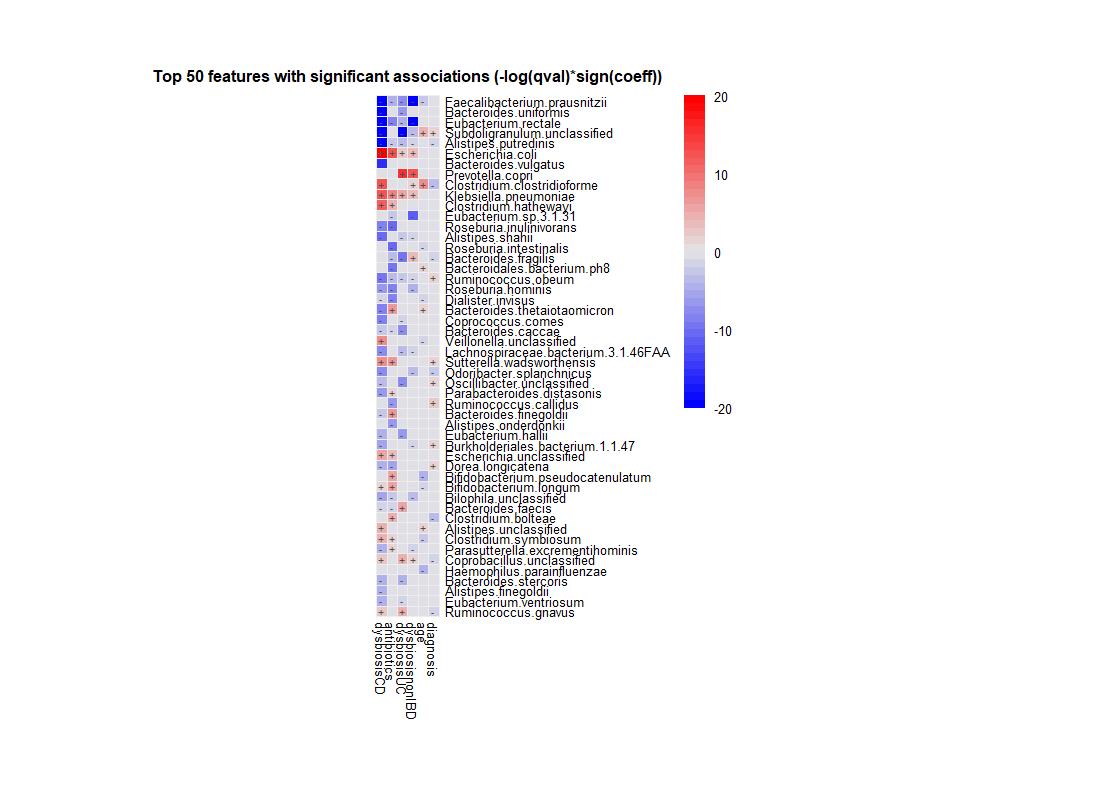 Top 50 features with significant associations (-log(qval)*sign(coeff))
Faecalibacterium.prausnitzii
Bacteroides.uniformis
Eubacterium.rectale
Subdoligranulum.unclassified
Alistipes.putredinis
Escherichia.coli
Bacteroides.vulgatus
Prevotella.copri
Clostridium.clostridioforme
Klebsiella.pneumoniae
Clostridium.hathewayi
Eubacterium.sp.3.1.31
Roseburia.inulinivorans
Alistipes.shahii
Roseburia.intestinalis
Bacteroides.fragilis
Bacteroidales.bacterium.ph8
Ruminococcus.obeum
Roseburia.hominis
Dialister.invisus
Bacteroides.thetaiotaomicron
Coprococcus.comes
Bacteroides.caccae
Veillonella.unclassified
Lachnospiraceae.bacterium.3.1.46FAA
Sutterella.wadsworthensis
Odoribacter.splanchnicus
Oscillibacter.unclassified
Parabacteroides.distasonis
Ruminococcus.callidus
Bacteroides.finegoldii
Alistipes.onderdonkii
Eubacterium.hallii
Burkholderiales.bacterium.1.1.47
Escherichia.unclassified
Dorea.longicatena
Bifidobacterium.pseudocatenulatum
Bifidobacterium.longum
Bilophila.unclassified
Bacteroides.faecis
Clostridium.bolteae
Alistipes.unclassified
Clostridium.symbiosum
Parasutterella.excrementihominis
Coprobacillus.unclassified
Haemophilus.parainfluenzae
Bacteroides.stercoris
Alistipes.finegoldii
Eubacterium.ventriosum
Ruminococcus.gnavus
dysbiosisCD
antibiotics
dysbiosisUC
dysbiosisnonIBD
age
diagnosis
20
10
0
-10
-20